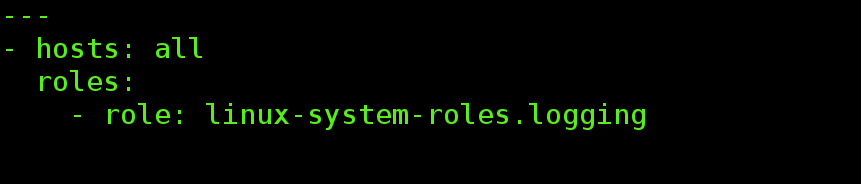 ---
- hosts: all
  roles:
    - role: linux-system-roles.logging